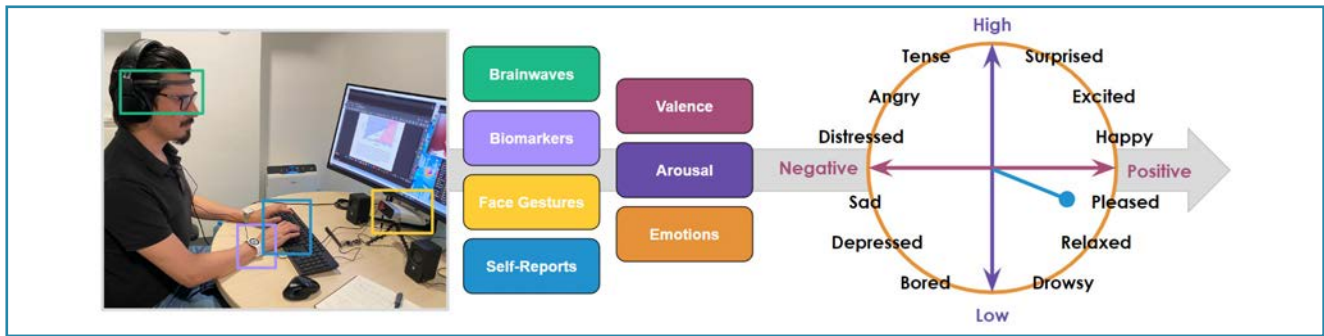 Brainwaves
Biomarkers
Face Gestures
Self-Reports
Valence
Arousal
Emotions
High
Tense
Surprised
Angry
Excited
Distressed
Happy
Negative
Positive
Sad
Pleased
Depressed
Relaxed
Bored
Drowsy
Low